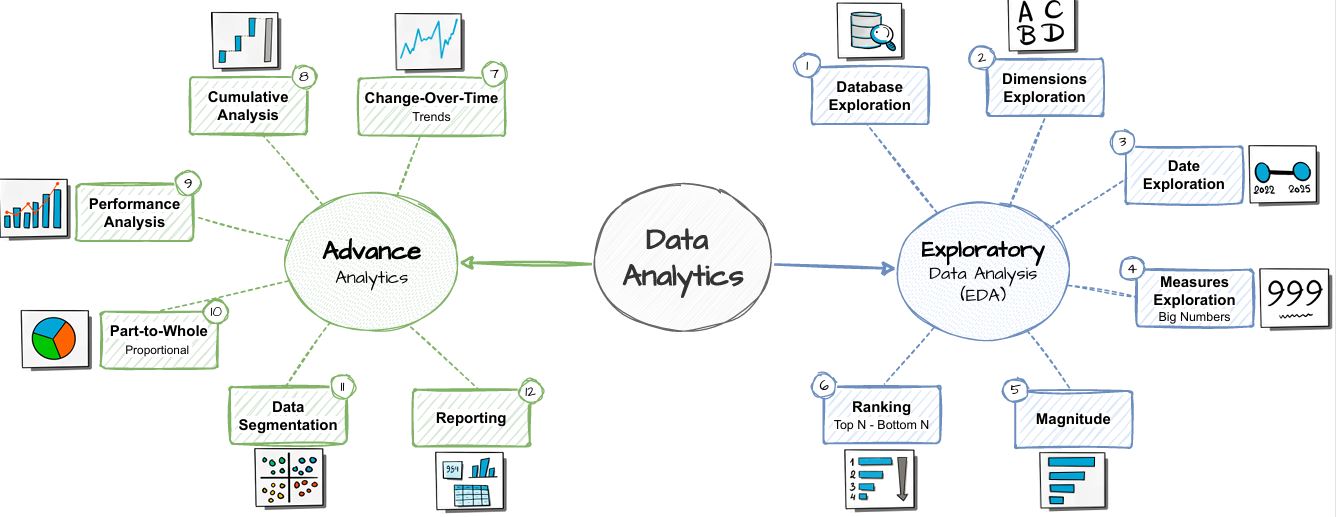 Data
Analytics
Advance
Analytics
Exploratory
Data Analysis
(EDA)
1
Database
Exploration
2
Dimensions
Exploration
A C
B D
3
Date
Exploration
2022 2025
4
Measures
Exploration
Big Numbers
999
5
Magnitude
6
Ranking
Top N - Bottom N
1
2
3
4
7
Change-Over-Time
Trends
8
Cumulative
Analysis
9
Performance
Analysis
10
Part-to-Whole
Proportional
11
Data
Segmentation
12
Reporting
954